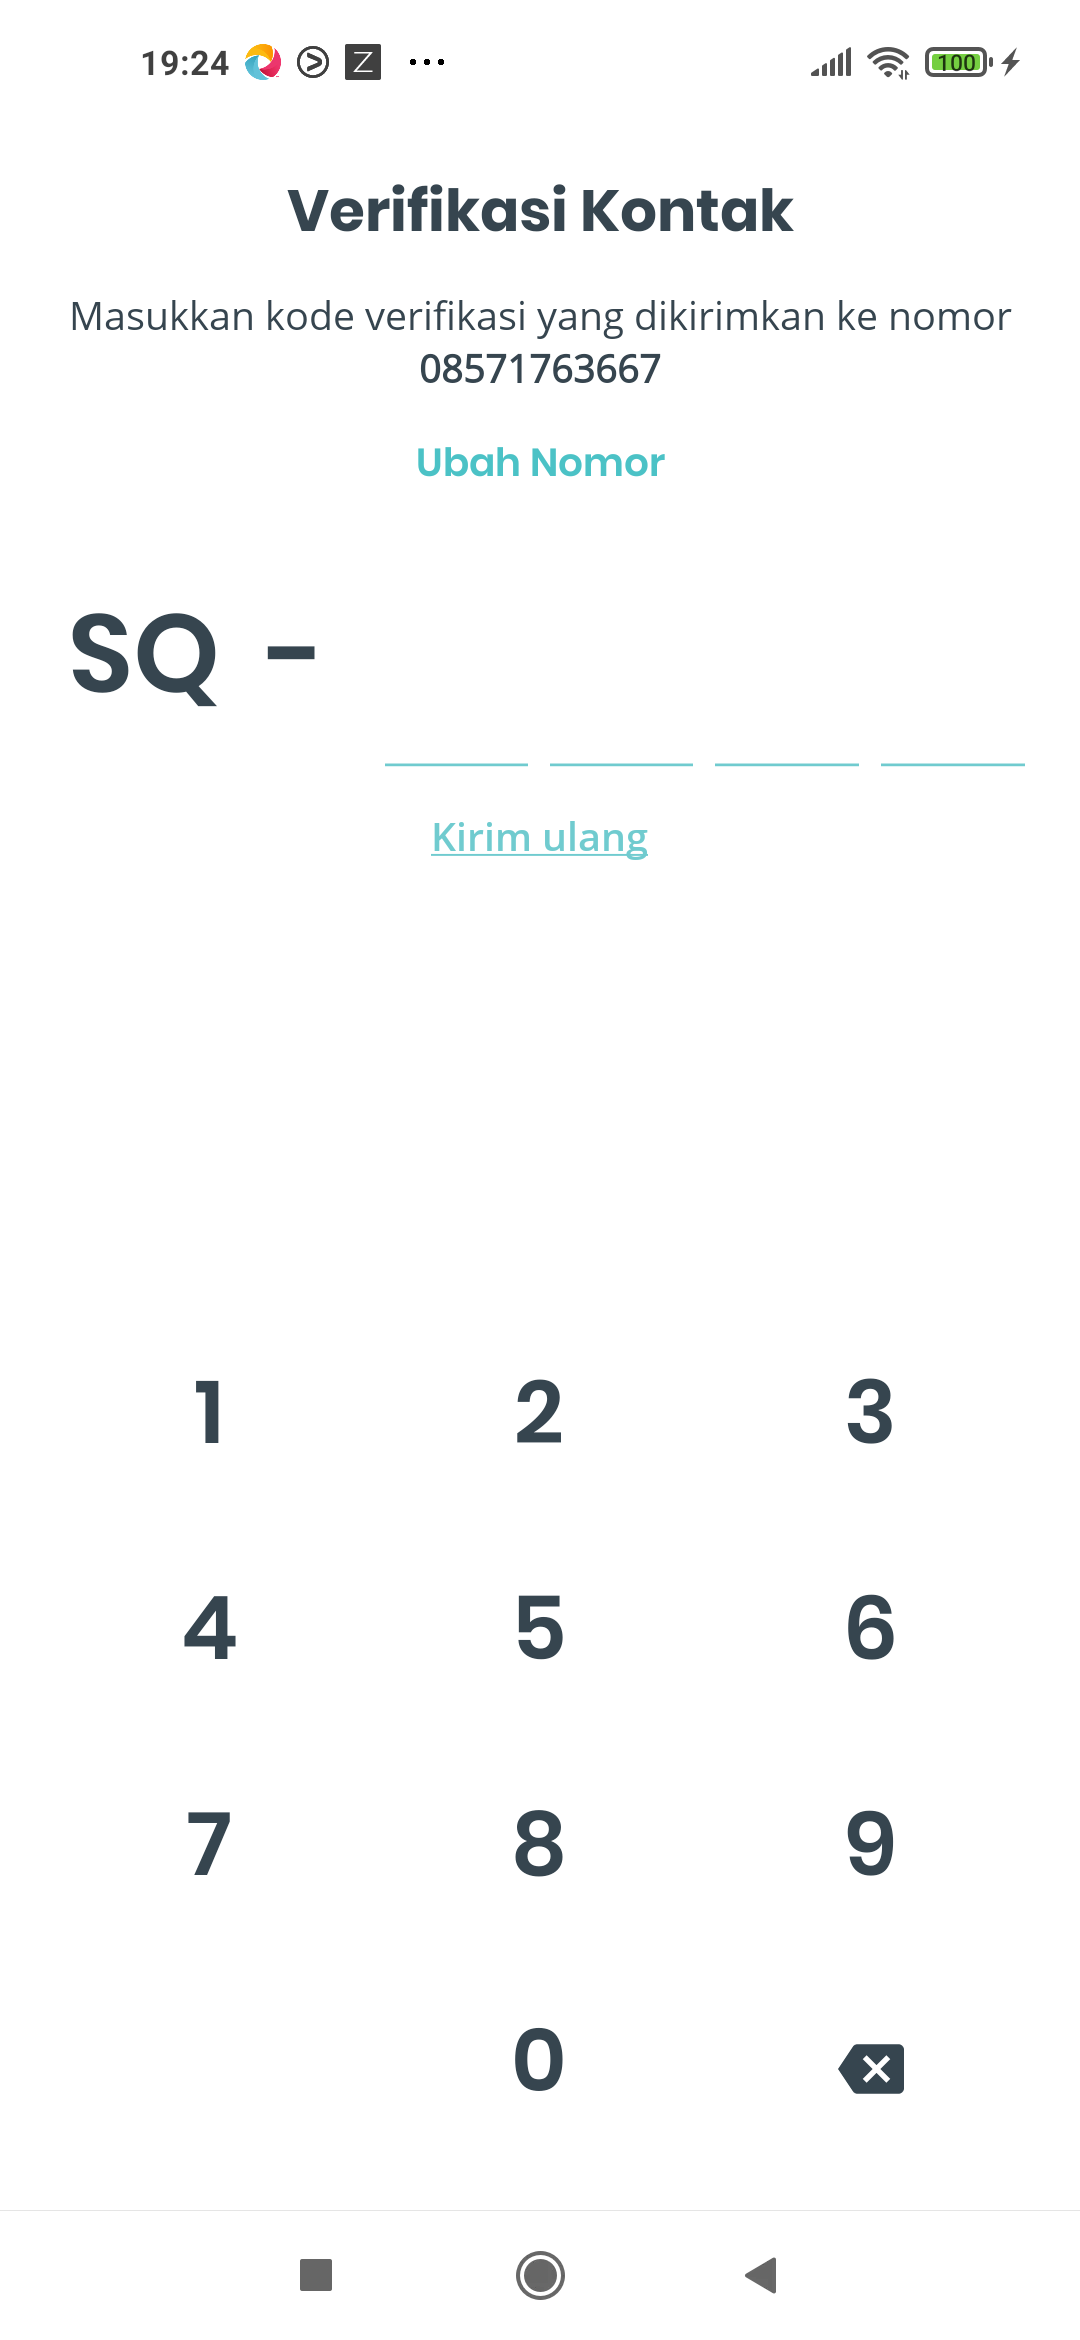 19:24 Z ... 100
Verifikasi Kontak
Masukkan kode verifikasi yang dikirimkan ke nomor
08571763667
Ubah Nomor
SQ -
Kirim ulang
1 2 3
4 5 6
7 8 9
0